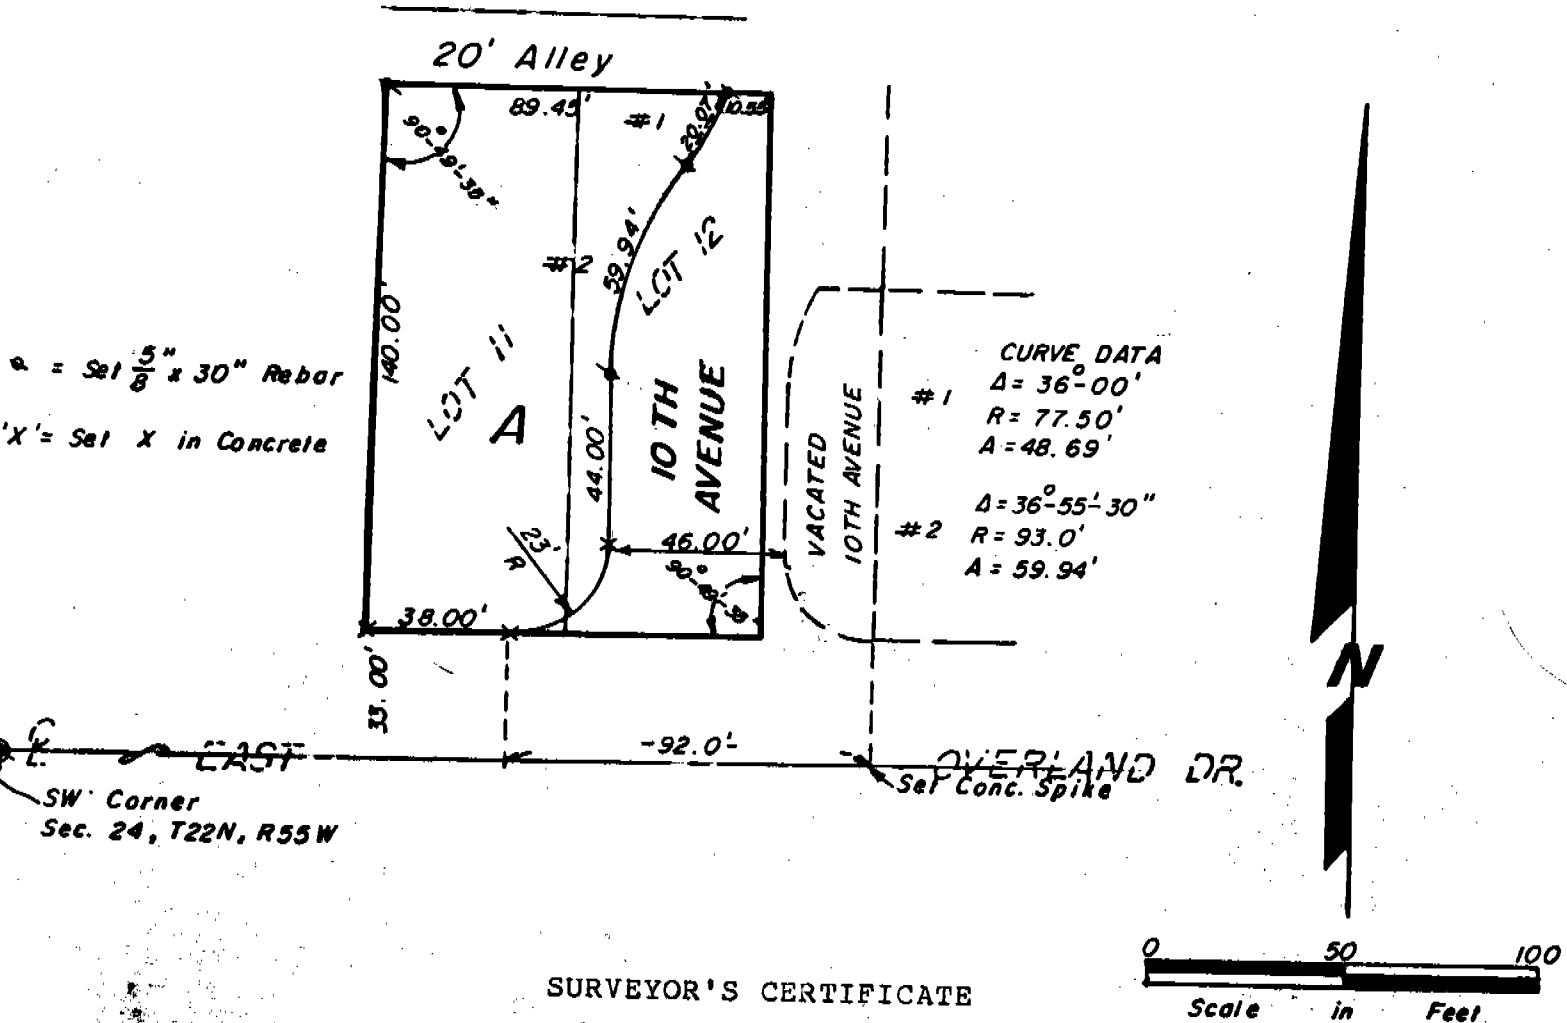 20' Alley
89.45'
#1
20.07'
10.55
#2
59.94'
LOT 12
140.00'
LOT 11
A
44.00'
10TH
AVENUE
= Set 5/8" x 30" Rebar
'X' = Set X in Concrete
VACATED
10TH AVENUE
CURVE DATA
#1
Δ = 36°-00'
R = 77.50'
A = 48.69'
#2
Δ = 36°-55'-30"
R = 93.0'
A = 59.94'
23'
R
46.00'
38.00'
33.00'
-92.0'-
EAST
OVERLAND DR.
Set Conc. Spike
SW Corner
Sec. 24, T22N, R55W
N
0 50 100
Scale in Feet
SURVEYOR'S CERTIFICATE